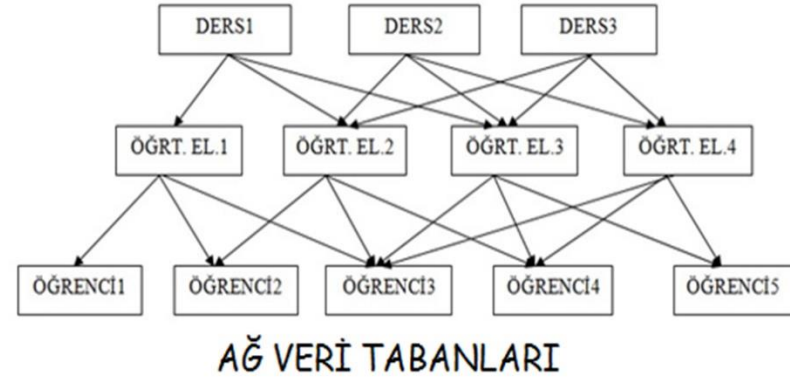 DERS1 DERS2 DERS3
ÖĞRT. EL.1 ÖĞRT. EL.2 ÖĞRT. EL.3 ÖĞRT. EL.4
ÖĞRENCİ1 ÖĞRENCİ2 ÖĞRENCİ3 ÖĞRENCİ4 ÖĞRENCİ5
AĞ VERİ TABANLARI